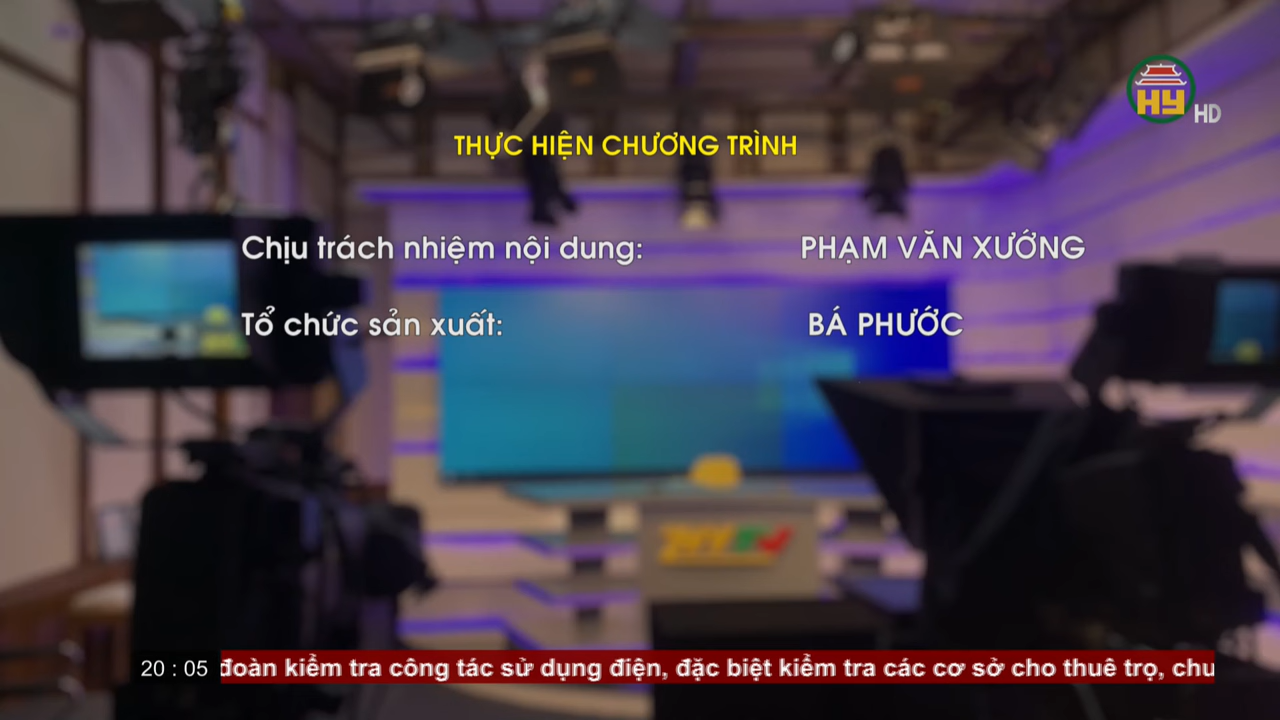 HY HD
THỰC HIỆN CHƯƠNG TRÌNH
Chịu trách nhiệm nội dung: PHẠM VĂN XƯỚNG
Tổ chức sản xuất: BÁ PHƯỚC
20 : 05 đoàn kiểm tra công tác sử dụng điện, đặc biệt kiểm tra các cơ sở cho thuê trọ, chu